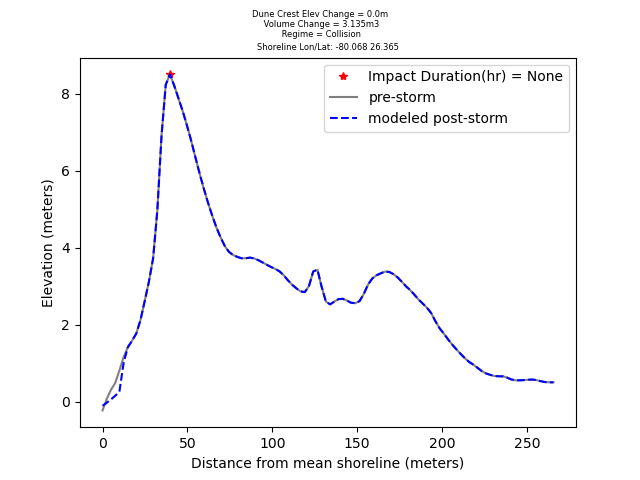 Dune Crest Elev Change = 0.0m
Volume Change = 3.135m3
Regime = Collision
Shoreline Lon/Lat: -80.068 26.365
Impact Duration(hr) = None
pre-storm
modeled post-storm
Elevation (meters)
8
6
4
2
0
0 50 100 150 200 250
Distance from mean shoreline (meters)